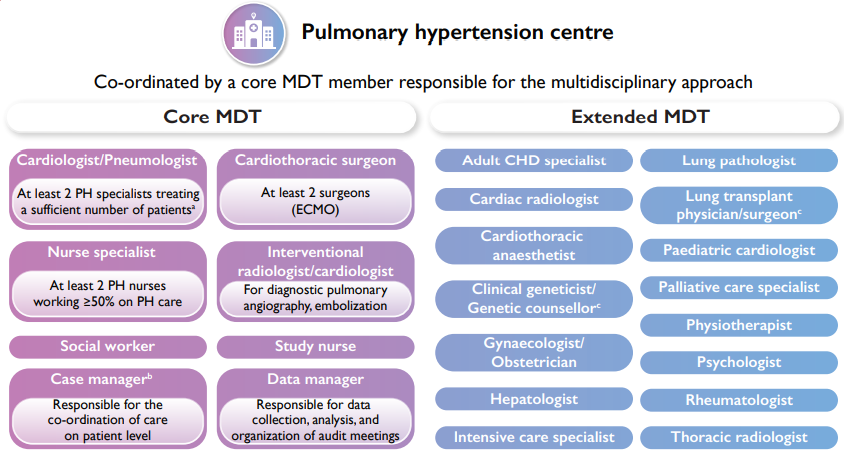 Pulmonary hypertension centre
Co-ordinated by a core MDT member responsible for the multidisciplinary approach
Core MDT
Cardiologist/Pneumologist
At least 2 PH specialists treating
a sufficient number of patientsᵃ
Cardiothoracic surgeon
At least 2 surgeons
(ECMO)
Nurse specialist
At least 2 PH nurses
working ≥50% on PH care
Interventional
radiologist/cardiologist
For diagnostic pulmonary
angiography, embolization
Social worker
Study nurse
Case managerᵇ
Responsible for the
co-ordination of care
on patient level
Data manager
Responsible for data
collection, analysis, and
organization of audit meetings
Extended MDT
Adult CHD specialist
Cardiac radiologist
Cardiothoracic
anaesthetist
Clinical geneticist/
Genetic counsellorᶜ
Gynaecologist/
Obstetrician
Hepatologist
Intensive care specialist
Lung pathologist
Lung transplant
physician/surgeonᶜ
Paediatric cardiologist
Palliative care specialist
Physiotherapist
Psychologist
Rheumatologist
Thoracic radiologist